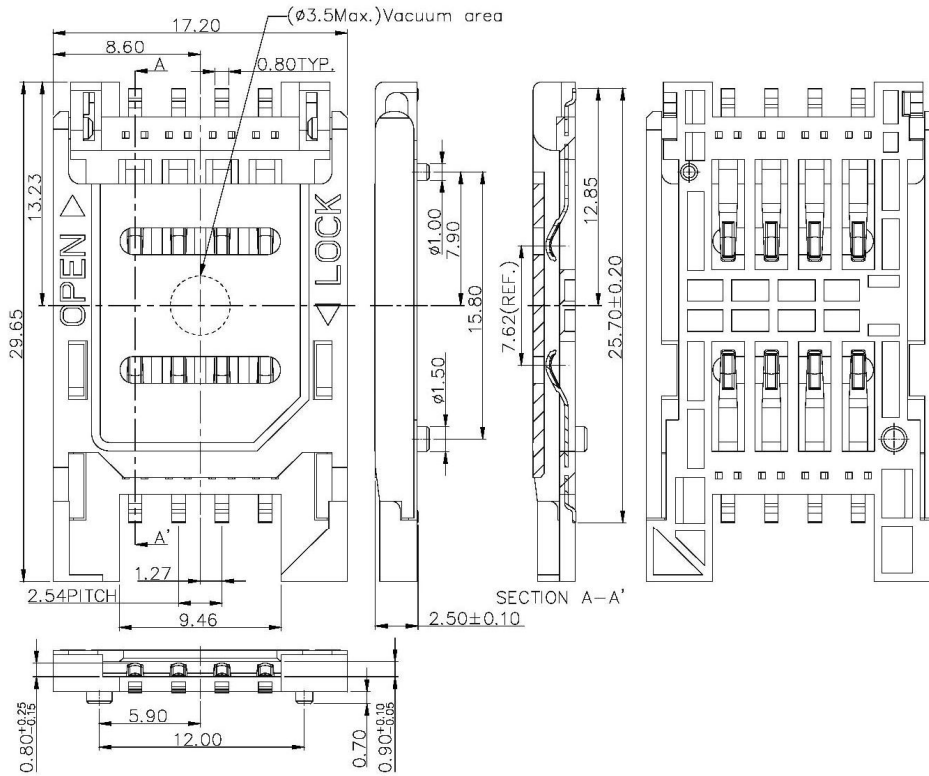 (ø3.5Max.)Vacuum area
17.20
8.60
A
0.80TYP.
13.23
29.65
OPEN
LOCK
ø1.00
7.90
15.80
ø1.50
7.62(REF.)
12.85
25.70±0.20
A'
1.27
2.54PITCH
9.46
2.50±0.10
SECTION A-A'
5.90
12.00
0.80±0.25
0.15
0.70
0.90±0.10
0.05